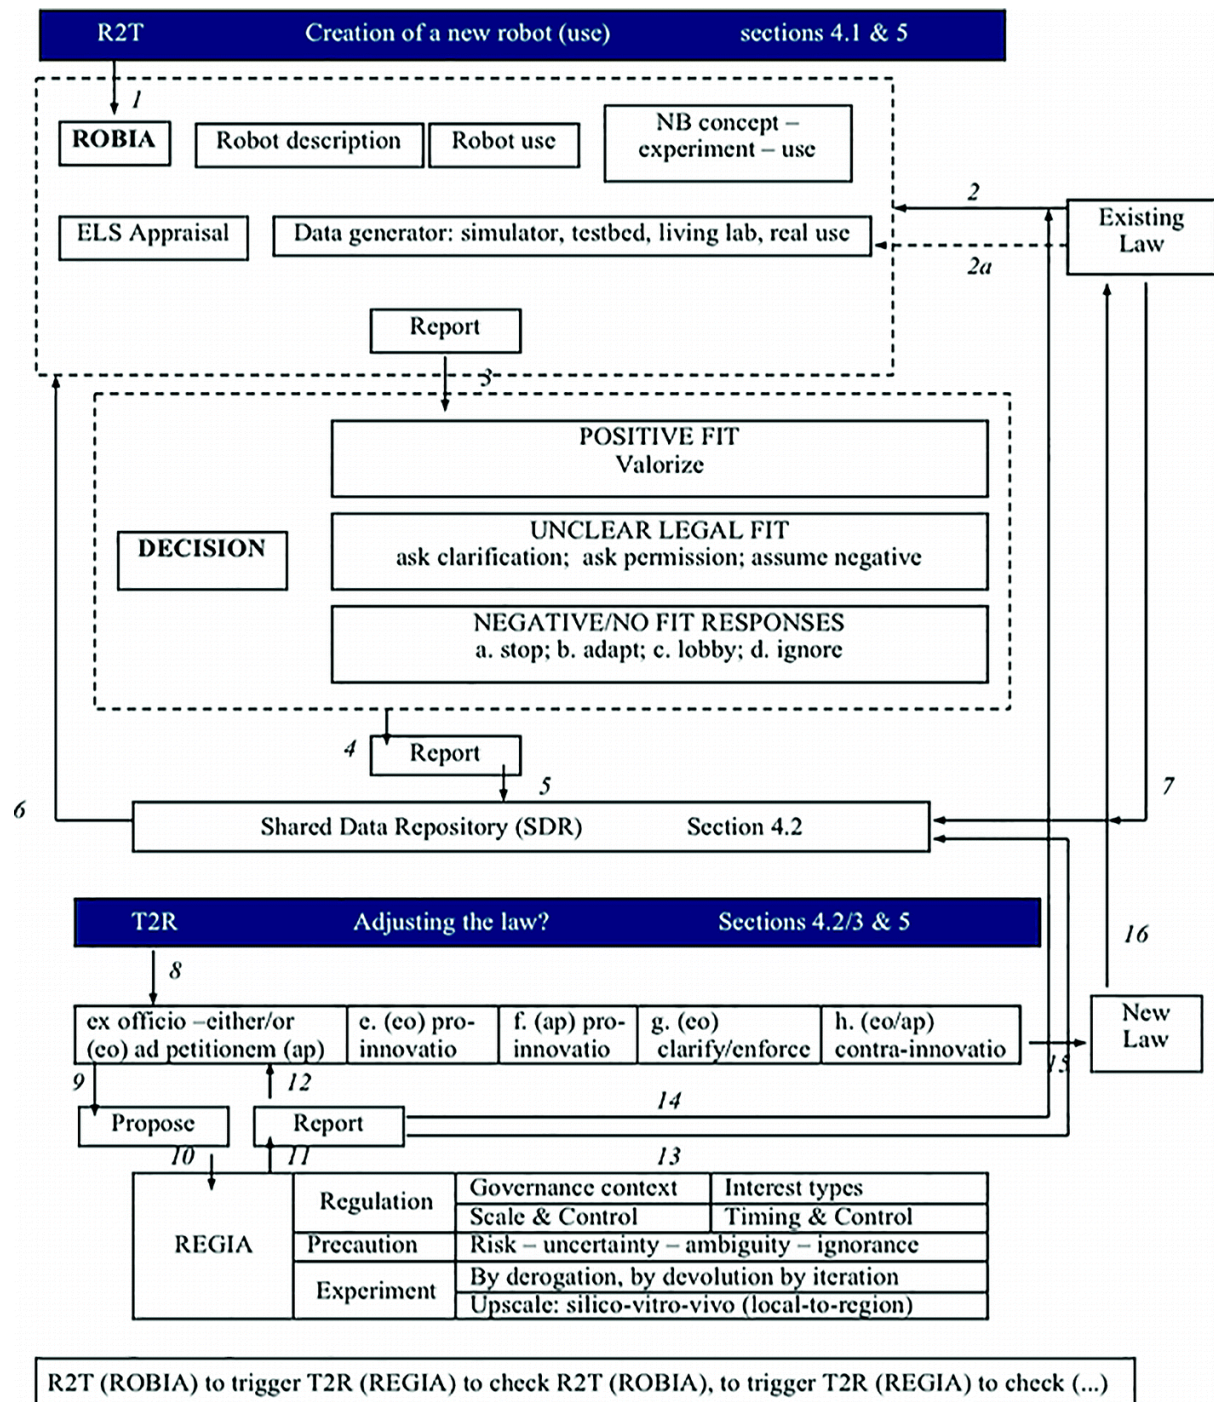 R2T Creation of a new robot (use) sections 4.1 & 5
1
ROBIA Robot description Robot use NB concept –
experiment – use
2
Existing
Law
ELS Appraisal Data generator: simulator, testbed, living lab, real use
2a
Report
3
POSITIVE FIT
Valorize
DECISION
UNCLEAR LEGAL FIT
ask clarification; ask permission; assume negative
NEGATIVE/NO FIT RESPONSES
a. stop; b. adapt; c. lobby; d. ignore
4 Report
5
7
6
Shared Data Repository (SDR) Section 4.2
T2R Adjusting the law? Sections 4.2/3 & 5
16
8
ex officio –either/or
(eo) ad petitionem (ap)
e. (eo) pro-
innovatio
f. (ap) pro-
innovatio
g. (eo)
clarify/enforce
h. (eo/ap)
contra-innovatio
New
Law
15
9 12
14
Propose Report
10 11 13
REGIA
Regulation
Governance context Interest types
Scale & Control Timing & Control
Precaution Risk – uncertainty – ambiguity – ignorance
Experiment
By derogation, by devolution by iteration
Upscale: silico-vitro-vivo (local-to-region)
R2T (ROBIA) to trigger T2R (REGIA) to check R2T (ROBIA), to trigger T2R (REGIA) to check (...)